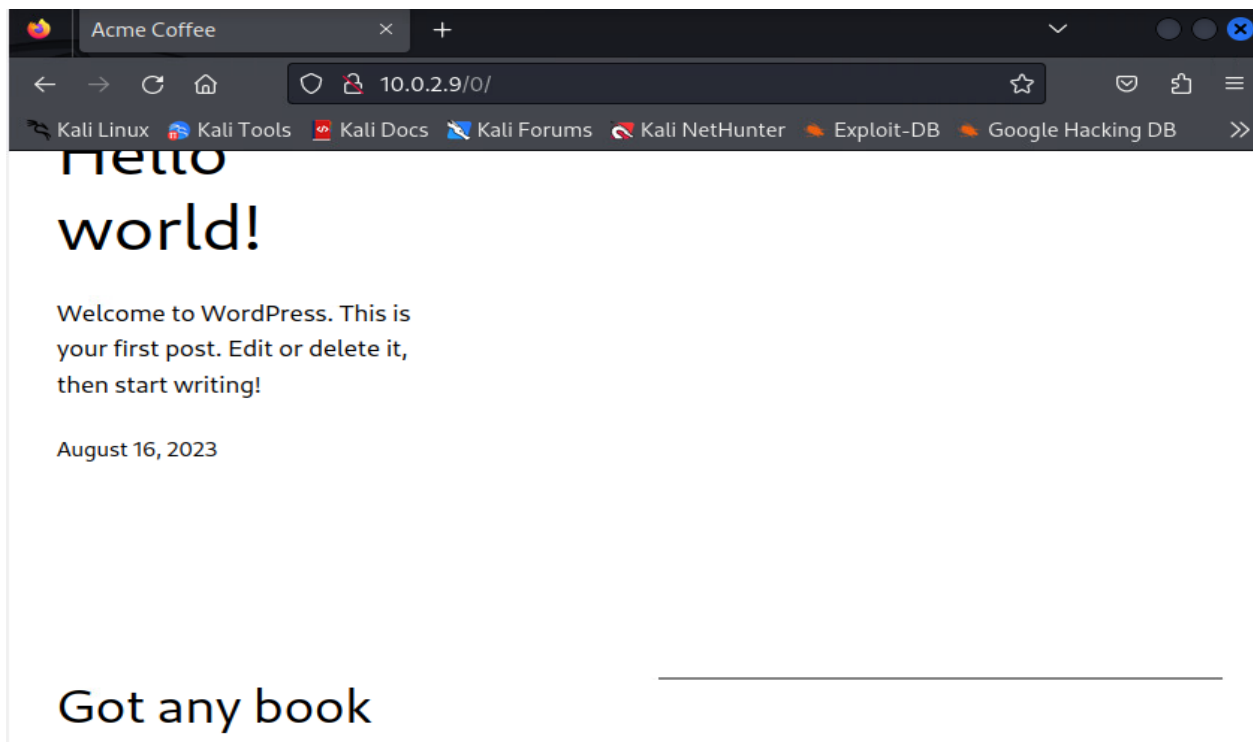 Acme Coffee
10.0.2.9/0/
Kali Linux Kali Tools Kali Docs Kali Forums Kali NetHunter Exploit-DB Google Hacking DB
Hello
world!
Welcome to WordPress. This is
your first post. Edit or delete it,
then start writing!
August 16, 2023
Got any book